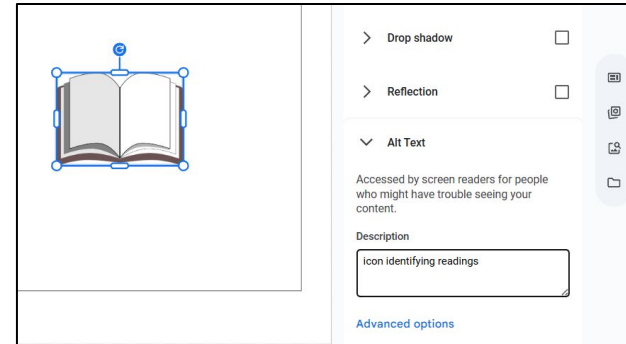 Drop shadow
Reflection
Alt Text
Accessed by screen readers for people
who might have trouble seeing your
content.
Description
icon identifying readings
Advanced options